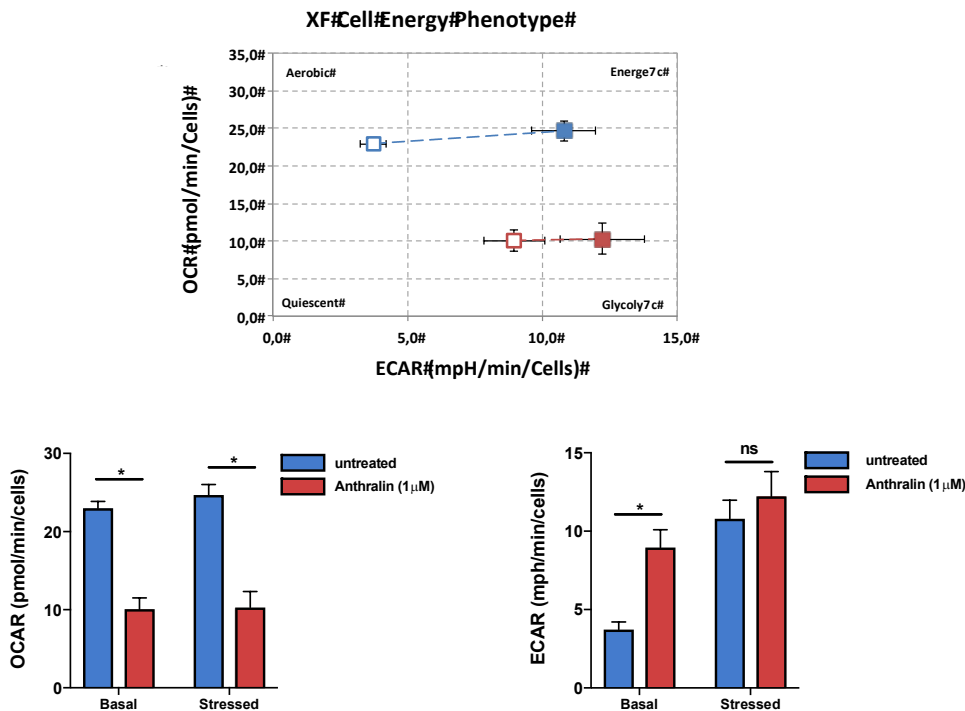 XF#Cell#Energy#Phenotype#
35,0#
30,0#
25,0#
20,0#
15,0#
10,0#
5,0#
0,0#
OCR#(pmol/min/Cells)#
Aerobic#
Energe7c#
Quiescent#
Glycoly7c#
0,0#
5,0#
10,0#
15,0#
ECAR#(mpH/min/Cells)#
30
20
10
0
OCAR (pmol/min/cells)
*
*
untreated
Anthralin (1μM)
Basal
Stressed
15
10
5
0
ECAR (mph/min/cells)
*
ns
untreated
Anthralin (1μM)
Basal
Stressed